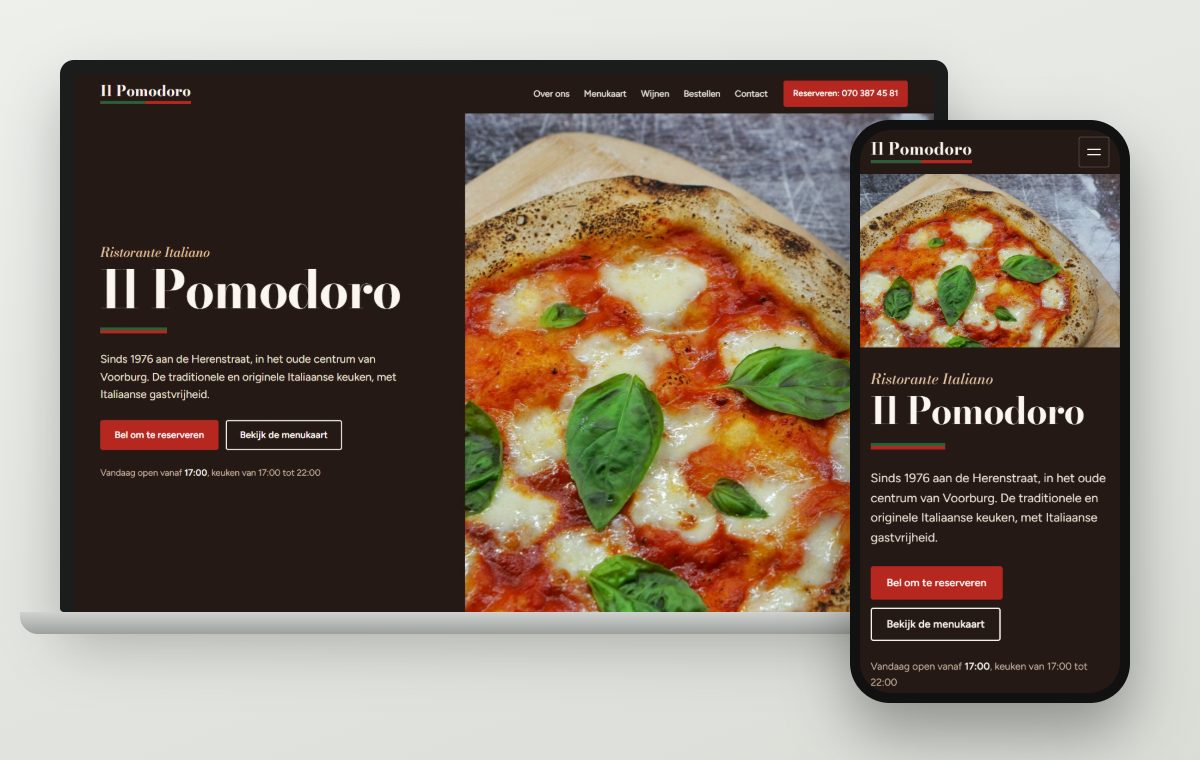 Il Pomodoro
Over ons Menukaart Wijnen Bestellen Contact Reserveren: 070 387 45 81
Ristorante Italiano
Il Pomodoro
Sinds 1976 aan de Herenstraat, in het oude centrum van
Voorburg. De traditionele en originele Italiaanse keuken, met
Italiaanse gastvrijheid.
Bel om te reserveren Bekijk de menukaart
Vandaag open vanaf 17:00, keuken van 17:00 tot 22:00
Il Pomodoro
Ristorante Italiano
Il Pomodoro
Sinds 1976 aan de Herenstraat, in het oude
centrum van Voorburg. De traditionele en
originele Italiaanse keuken, met Italiaanse
gastvrijheid.
Bel om te reserveren
Bekijk de menukaart
Vandaag open vanaf 17:00, keuken van 17:00 tot
22:00